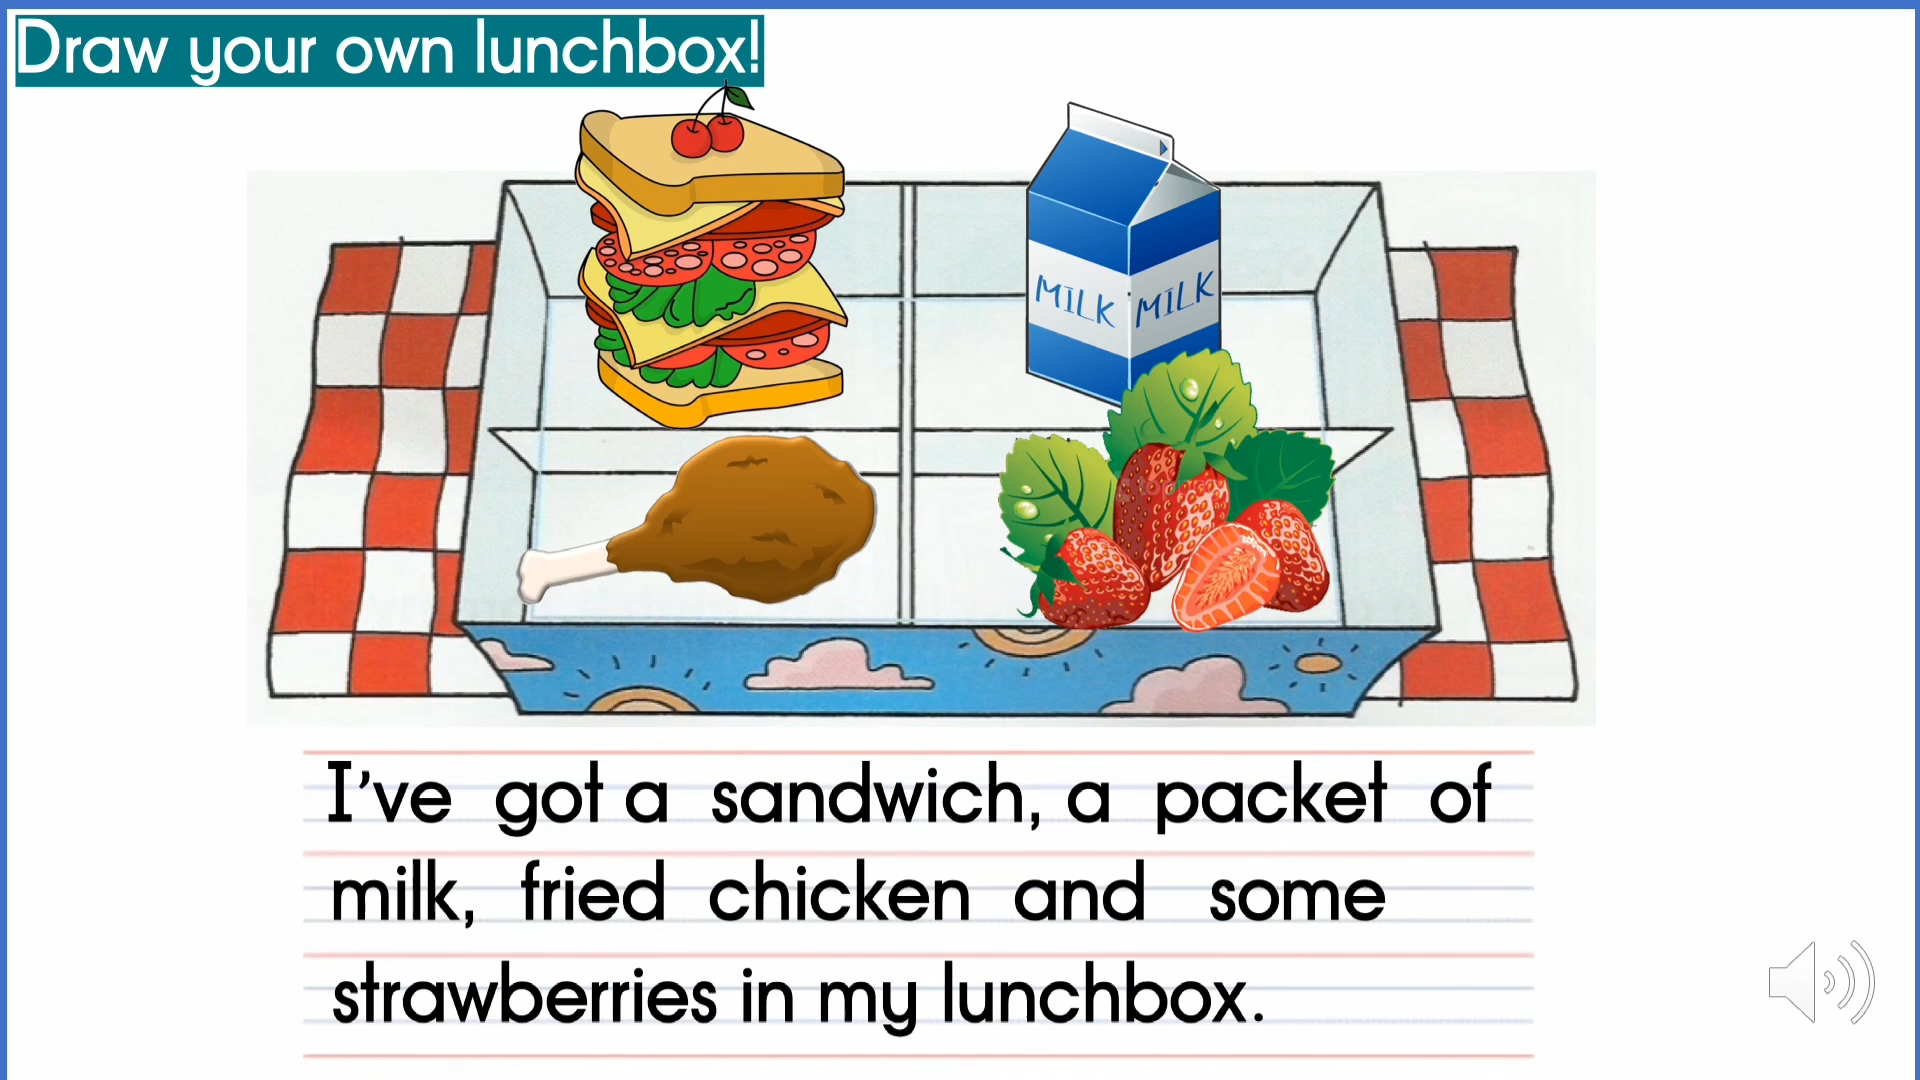 Draw your own lunchbox!
MILK MILK
I've got a sandwich, a packet of
milk, fried chicken and some
strawberries in my lunchbox.